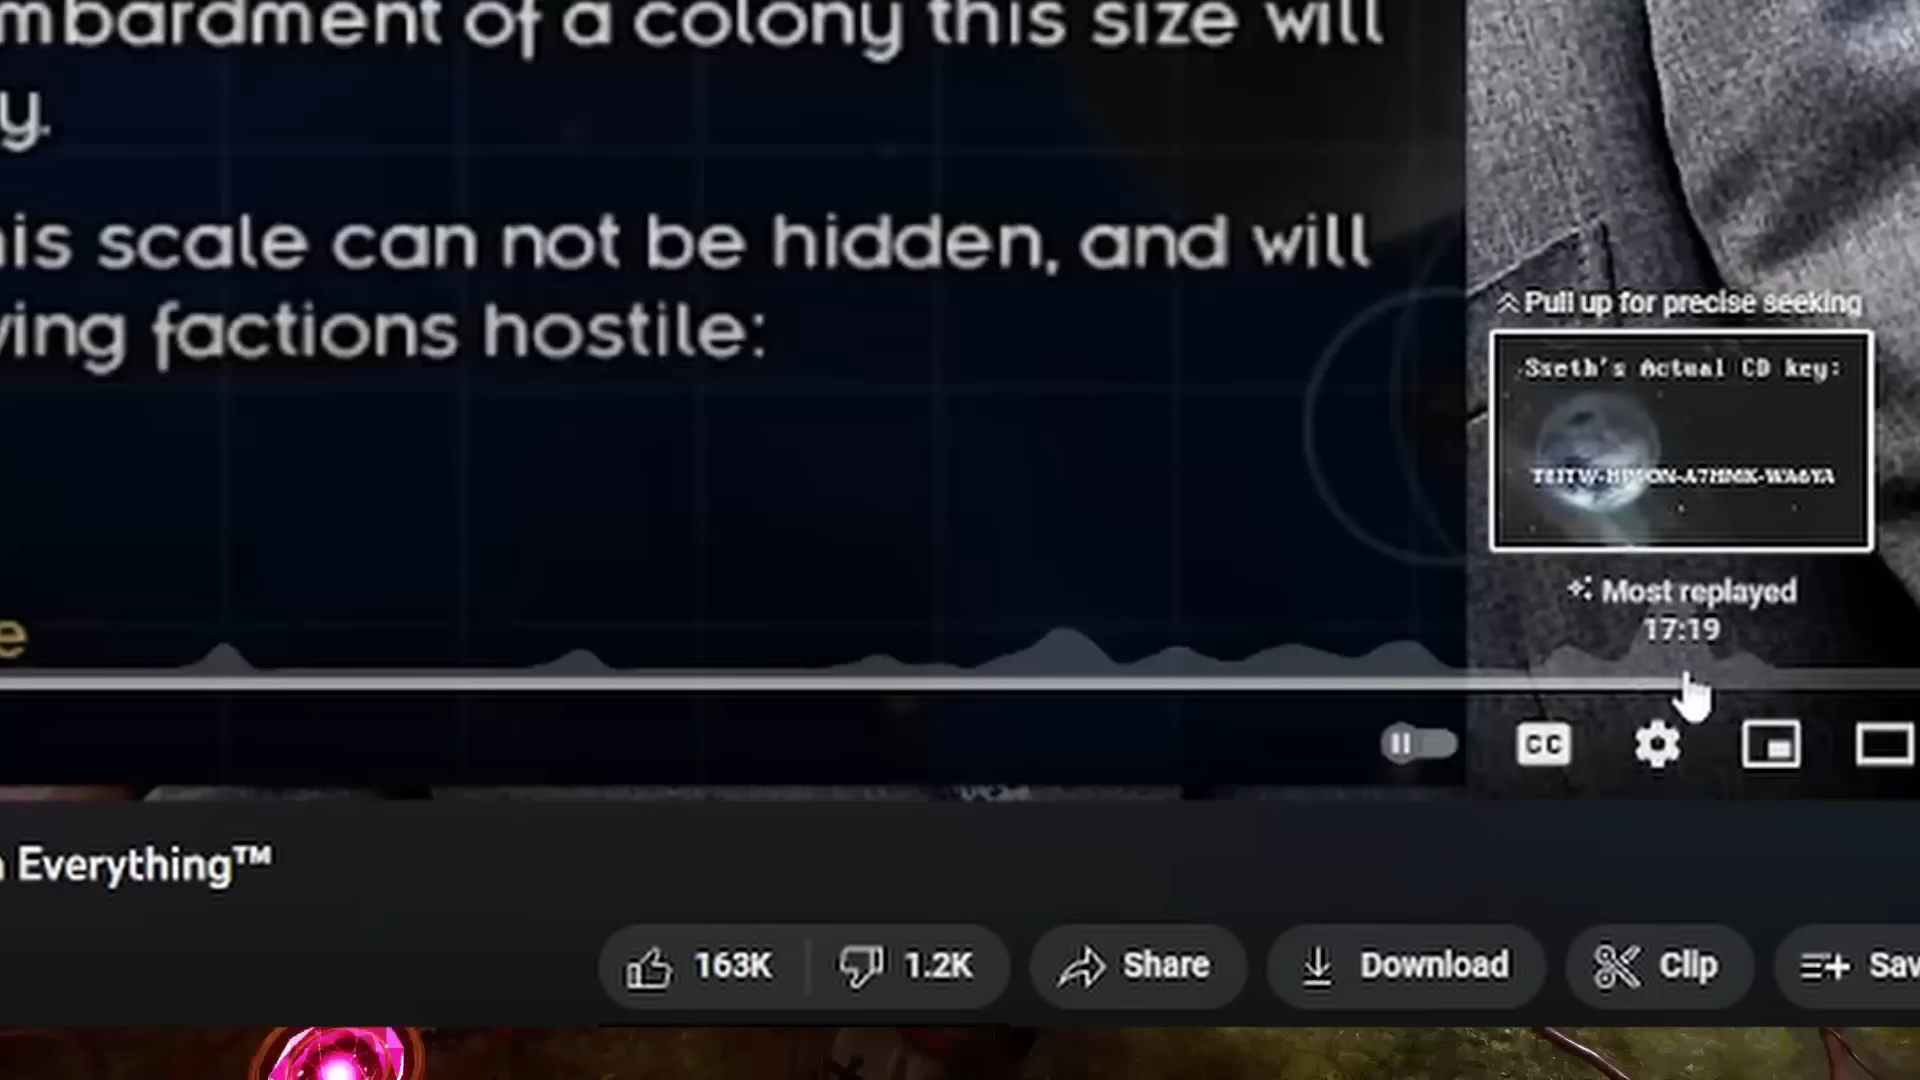 mbardment of a colony this size will
y.
his scale can not be hidden, and will
ving factions hostile:
e
Pull up for precise seeking
Sseth's Actual CD key:
Most replayed
17:19
CC
Everything™
163K
1.2K
Share
Download
Clip
Sav